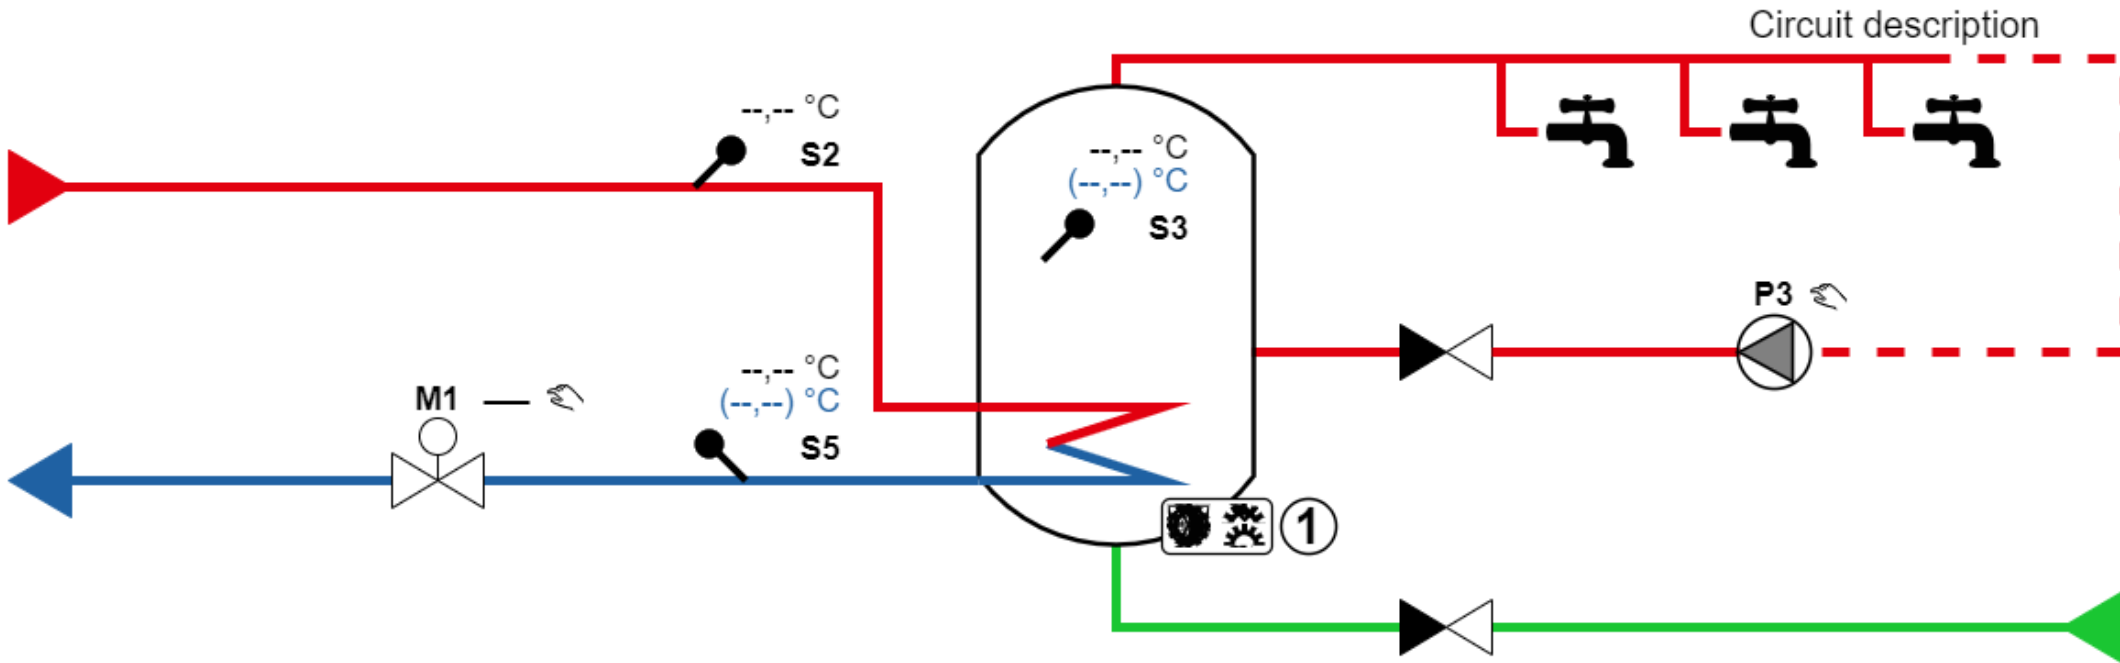 Circuit description
--,-- °C
S2
--,-- °C
(--,--) °C
S3
P3
--,-- °C
(--,--) °C
M1
S5
1